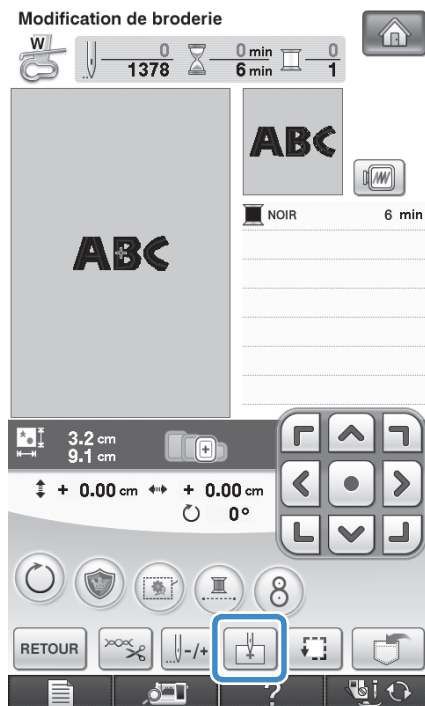 Modification de broderie
W
0
1378
0 min
6 min
0
1
ABC
ABC
NOIR 6 min
3.2 cm
9.1 cm
+ 0.00 cm + 0.00 cm
0°
8
RETOUR
-/+
?